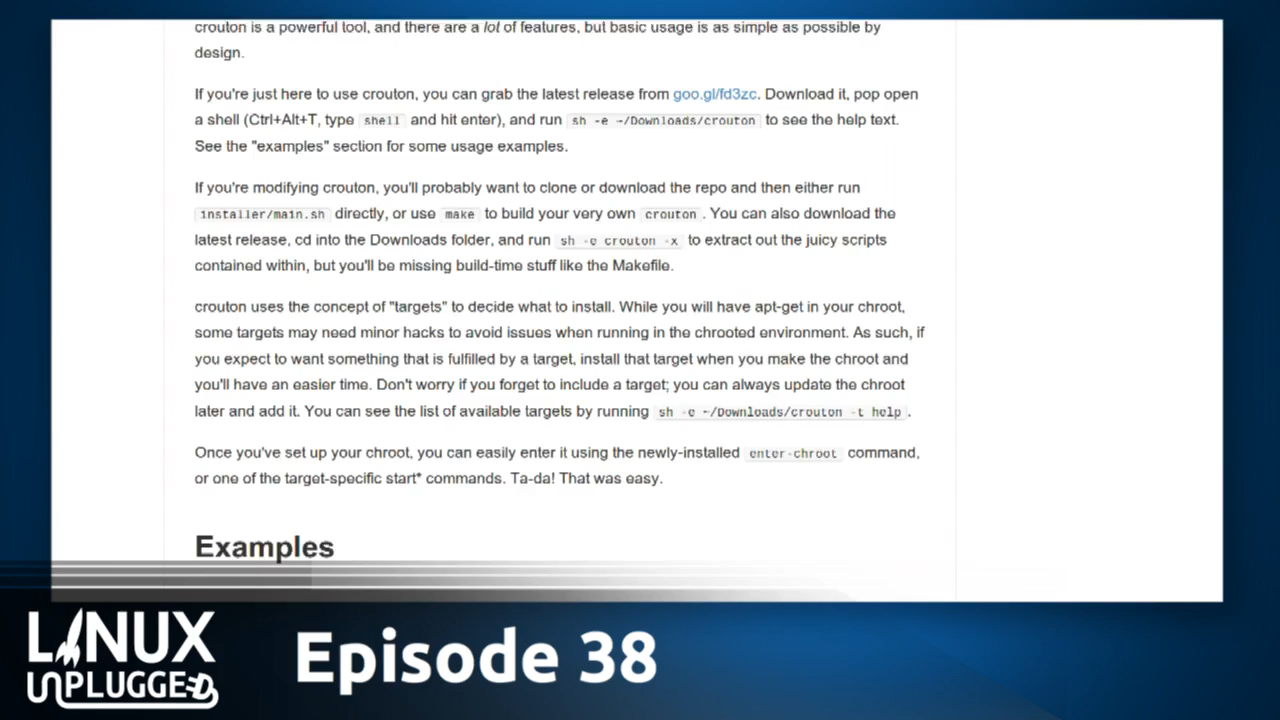 crouton is a powerful tool, and there are a lot of features, but basic usage is as simple as possible by
design.
If you're just here to use crouton, you can grab the latest release from goo.gl/fd3zc. Download it, pop open
a shell (Ctrl+Alt+T, type shell and hit enter), and run sh -e ~/Downloads/crouton to see the help text.
See the "examples" section for some usage examples.
If you're modifying crouton, you'll probably want to clone or download the repo and then either run
installer/main.sh directly, or use make to build your very own crouton. You can also download the
latest release, cd into the Downloads folder, and run sh -e crouton -x to extract out the juicy scripts
contained within, but you'll be missing build-time stuff like the Makefile.
crouton uses the concept of "targets" to decide what to install. While you will have apt-get in your chroot,
some targets may need minor hacks to avoid issues when running in the chrooted environment. As such, if
you expect to want something that is fulfilled by a target, install that target when you make the chroot and
you'll have an easier time. Don't worry if you forget to include a target; you can always update the chroot
later and add it. You can see the list of available targets by running sh -e ~/Downloads/crouton -t help.
Once you've set up your chroot, you can easily enter it using the newly-installed enter-chroot command,
or one of the target-specific start* commands. Ta-da! That was easy.
Examples
LINUX
UNPLUGGED
Episode 38